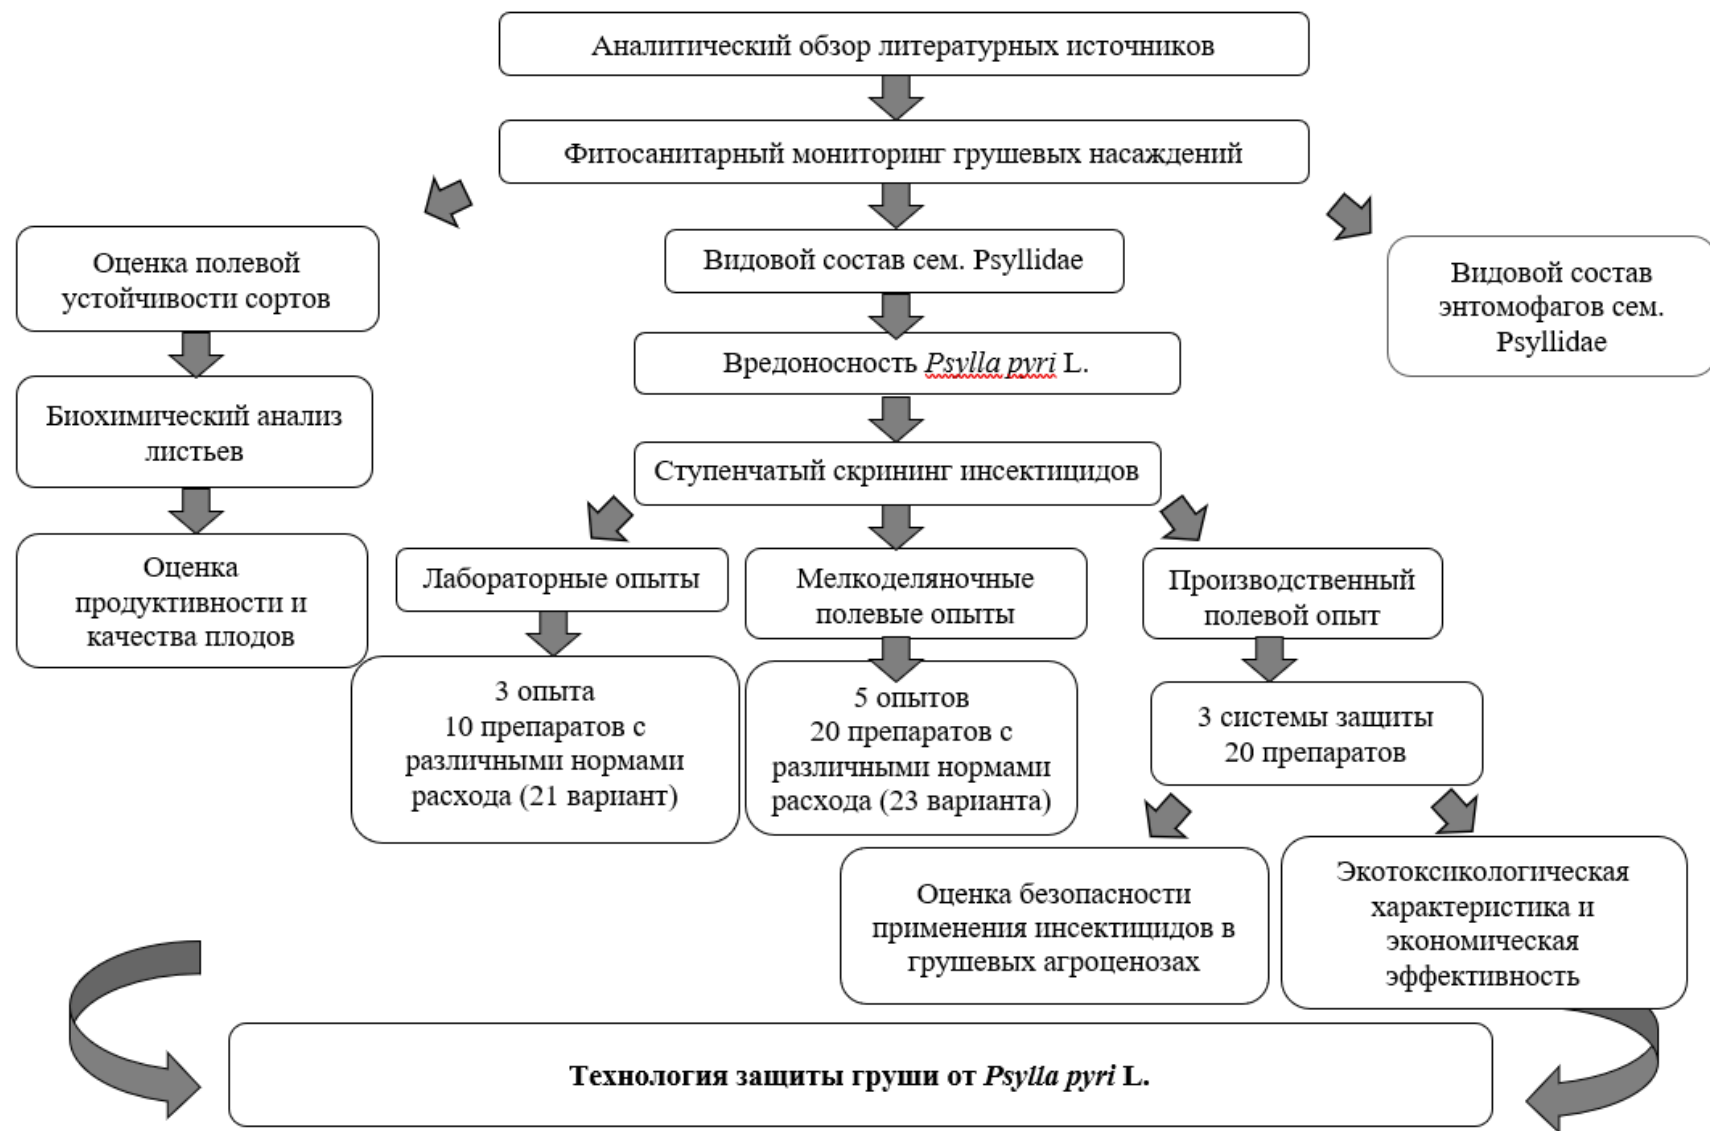 Аналитический обзор литературных источников
Фитосанитарный мониторинг грушевых насаждений
Оценка полевой
устойчивости сортов
Видовой состав сем. Psyllidae
Видовой состав
энтомофагов сем.
Psyllidae
Вредоносность Psylla pyri L.
Биохимический анализ
листьев
Ступенчатый скрининг инсектицидов
Оценка
продуктивности и
качества плодов
Лабораторные опыты
Мелкоделяночные
полевые опыты
Производственный
полевой опыт
3 опыта
10 препаратов с
различными нормами
расхода (21 вариант)
5 опытов
20 препаратов с
различными нормами
расхода (23 варианта)
3 системы защиты
20 препаратов
Оценка безопасности
применения инсектицидов в
грушевых агроценозах
Экотоксикологическая
характеристика и
экономическая
эффективность
Технология защиты груши от Psylla pyri L.